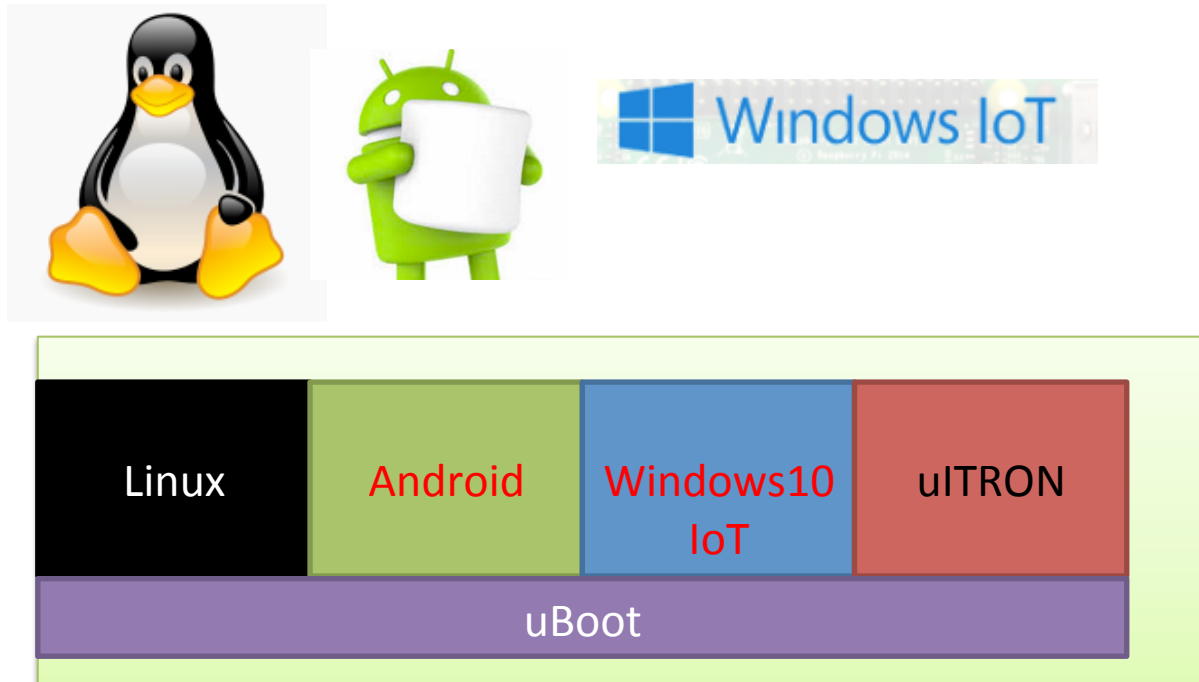 Windows IoT
Linux
Android
Windows10
IoT
uITRON
uBoot